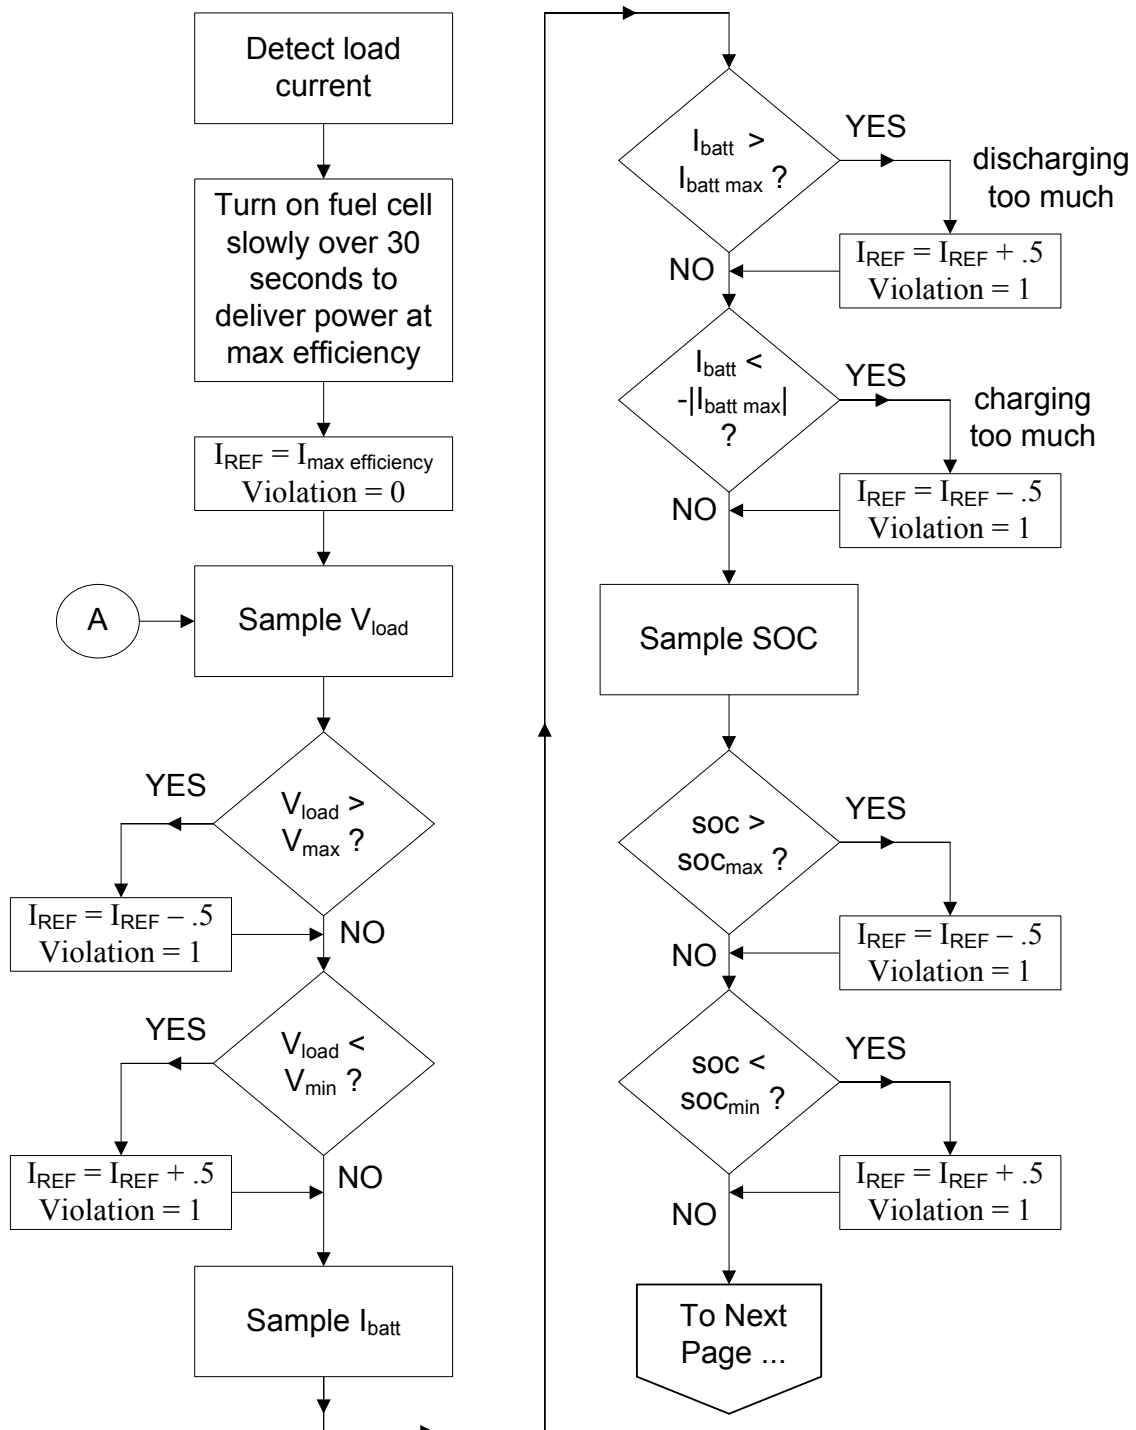 Detect load
current
Turn on fuel cell
slowly over 30
seconds to
deliver power at
max efficiency
I_REF = I_max efficiency
Violation = 0
A
Sample V_load
YES
V_load >
V_max ?
I_REF = I_REF – .5
Violation = 1
NO
YES
V_load <
V_min ?
I_REF = I_REF + .5
Violation = 1
NO
Sample I_batt
I_batt >
I_batt max ?
YES
discharging
too much
I_REF = I_REF + .5
Violation = 1
NO
I_batt <
-|I_batt max|
?
YES
charging
too much
I_REF = I_REF – .5
Violation = 1
NO
Sample SOC
soc >
soc_max ?
YES
I_REF = I_REF – .5
Violation = 1
NO
soc <
soc_min ?
YES
I_REF = I_REF + .5
Violation = 1
NO
To Next
Page ...